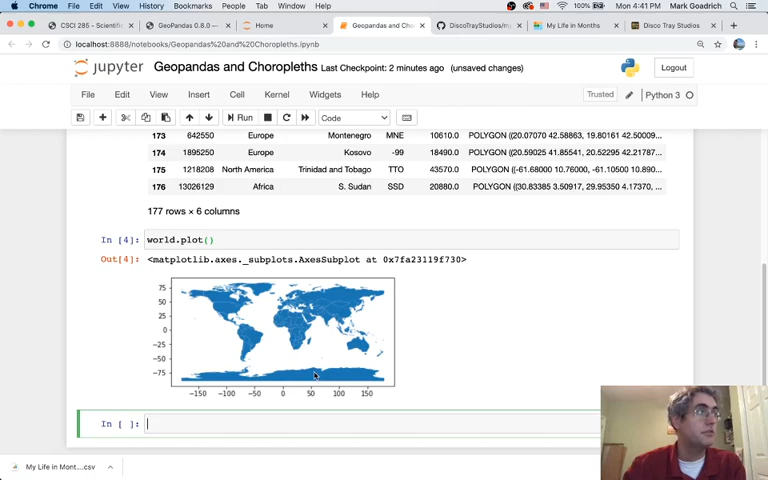 Chrome File Edit View History Bookmarks People Tab Window Help 100% Mon 4:41 PM Mark Goadrich
CSCI 285 - Scientifi GeoPandas 0.8.0 — Home Geopandas and Cho DiscoTrayStudios/m My Life in Months Disco Tray Studios
localhost:8888/notebooks/Geopandas%20and%20Choropleths.ipynb
jupyter Geopandas and Choropleths Last Checkpoint: 2 minutes ago (unsaved changes) Logout
File Edit View Insert Cell Kernel Widgets Help Trusted Python 3
Run Code
173 642550 Europe Montenegro MNE 10610.0 POLYGON ((20.07070 42.58863, 19.80161 42.50009...
174 1895250 Europe Kosovo -99 18490.0 POLYGON ((20.59025 41.85541, 20.52295 42.21787...
175 1218208 North America Trinidad and Tobago TTO 43570.0 POLYGON ((-61.68000 10.76000, -61.10500 10.890...
176 13026129 Africa S. Sudan SSD 20880.0 POLYGON ((30.83385 3.50917, 29.95350 4.17370, ...
177 rows × 6 columns
In [4]: world.plot()
Out[4]: <matplotlib.axes._subplots.AxesSubplot at 0x7fa23119f730>
75
50
25
0
−25
−50
−75
−150 −100 −50 0 50 100 150
In [ ]:
My Life in Mont....csv